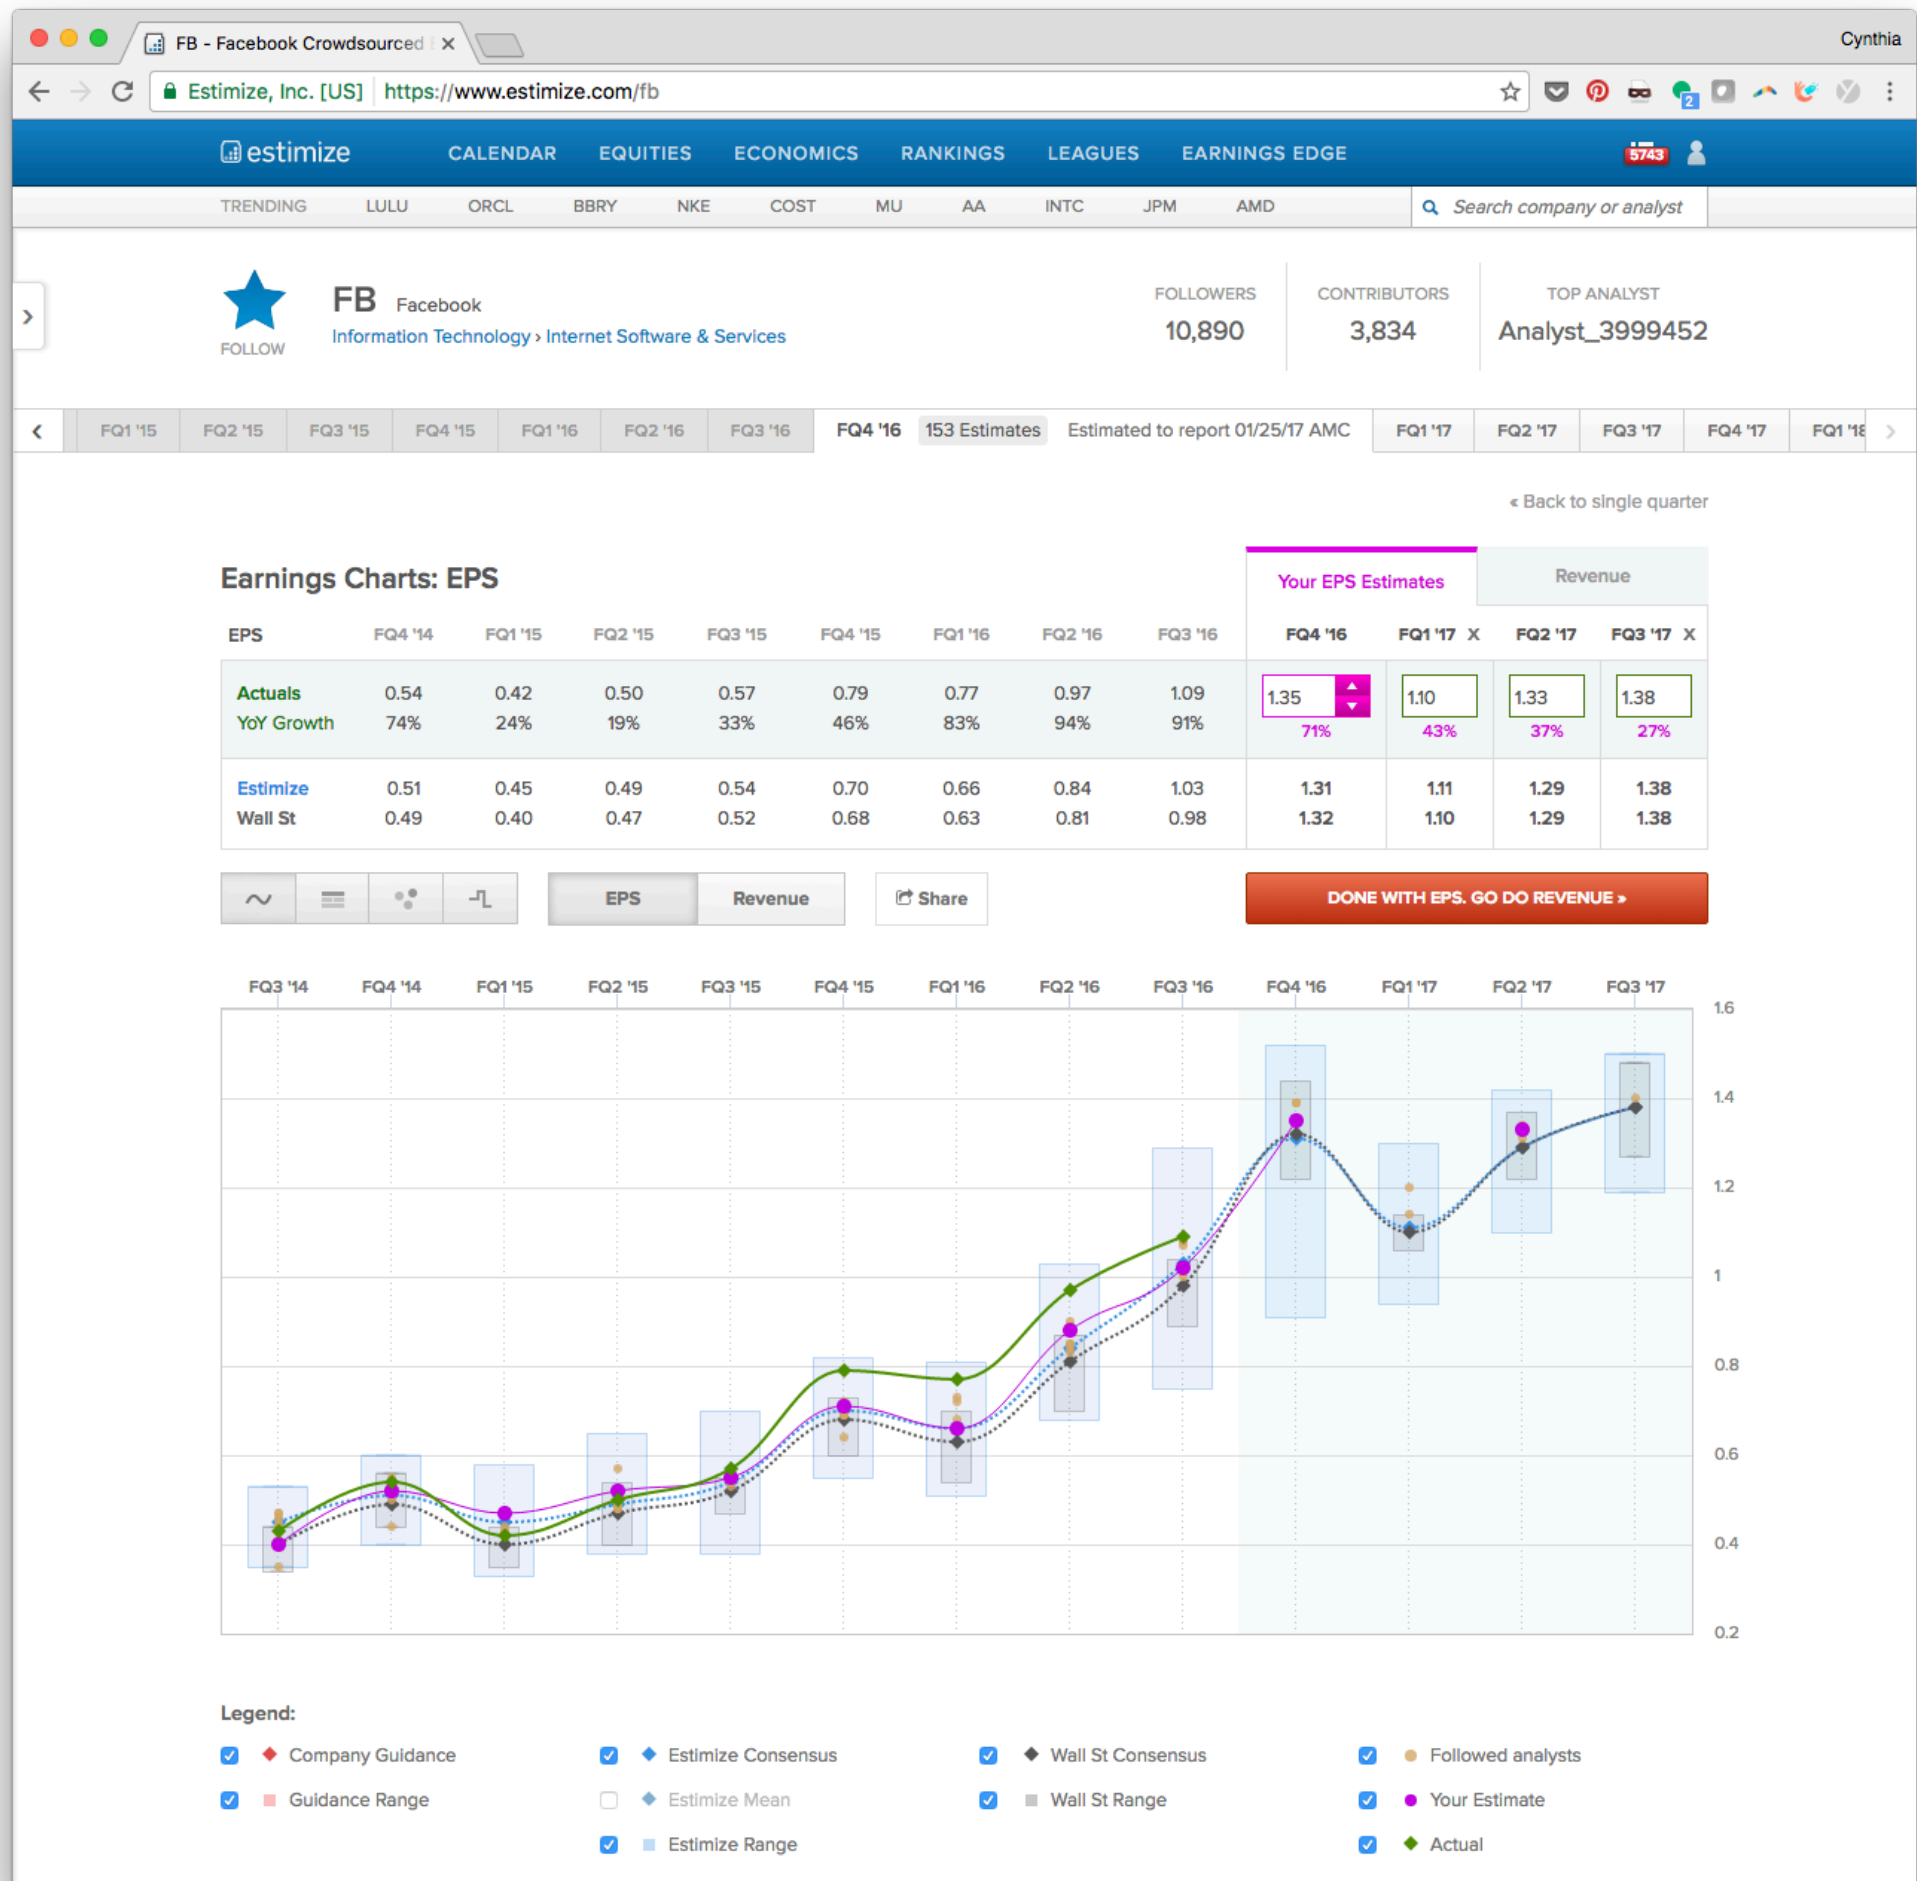 FB - Facebook Crowdsourced
Cynthia
Estimize, Inc. [US] https://www.estimize.com/fb
2
estimize CALENDAR EQUITIES ECONOMICS RANKINGS LEAGUES EARNINGS EDGE 5743
TRENDING LULU ORCL BBRY NKE COST MU AA INTC JPM AMD Search company or analyst
FB Facebook
Information Technology › Internet Software & Services
FOLLOW
FOLLOWERS CONTRIBUTORS TOP ANALYST
10,890 3,834 Analyst_3999452
FQ1 '15 FQ2 '15 FQ3 '15 FQ4 '15 FQ1 '16 FQ2 '16 FQ3 '16 FQ4 '16 153 Estimates Estimated to report 01/25/17 AMC FQ1 '17 FQ2 '17 FQ3 '17 FQ4 '17 FQ1 '18
« Back to single quarter
Earnings Charts: EPS
Your EPS Estimates Revenue
EPS FQ4 '14 FQ1 '15 FQ2 '15 FQ3 '15 FQ4 '15 FQ1 '16 FQ2 '16 FQ3 '16 FQ4 '16 FQ1 '17 X FQ2 '17 FQ3 '17 X
Actuals 0.54 0.42 0.50 0.57 0.79 0.77 0.97 1.09 1.35 1.10 1.33 1.38
YoY Growth 74% 24% 19% 33% 46% 83% 94% 91% 71% 43% 37% 27%
Estimize 0.51 0.45 0.49 0.54 0.70 0.66 0.84 1.03 1.31 1.11 1.29 1.38
Wall St 0.49 0.40 0.47 0.52 0.68 0.63 0.81 0.98 1.32 1.10 1.29 1.38
EPS Revenue Share DONE WITH EPS. GO DO REVENUE »
FQ3 '14 FQ4 '14 FQ1 '15 FQ2 '15 FQ3 '15 FQ4 '15 FQ1 '16 FQ2 '16 FQ3 '16 FQ4 '16 FQ1 '17 FQ2 '17 FQ3 '17
1.6
1.4
1.2
1
0.8
0.6
0.4
0.2
Legend:
Company Guidance Estimize Consensus Wall St Consensus Followed analysts
Guidance Range Estimize Mean Wall St Range Your Estimate
Estimize Range Actual